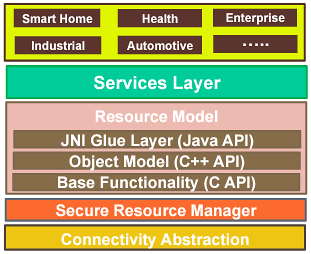 Smart Home Health Enterprise
Industrial Automotive .....
Services Layer
Resource Model
JNI Glue Layer (Java API)
Object Model (C++ API)
Base Functionality (C API)
Secure Resource Manager
Connectivity Abstraction